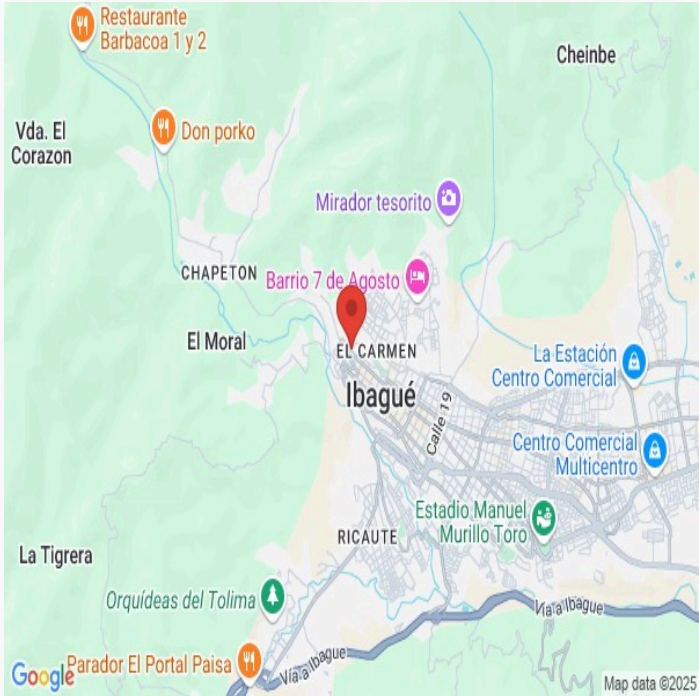 Restaurante
Barbacoa 1 y 2
Cheinbe
Vda. El
Corazon
Don porko
Mirador tesorito
CHAPETON
Barrio 7 de Agosto
El Moral
EL CARMEN
La Estación
Centro Comercial
Ibagué
Calle 19
Centro Comercial
Multicentro
Estadio Manuel
Murillo Toro
RICAUTE
La Tigrera
Orquídeas del Tolima
Vía a Ibague
Parador El Portal Paisa
Vía a Ibague
Google
Map data ©2025